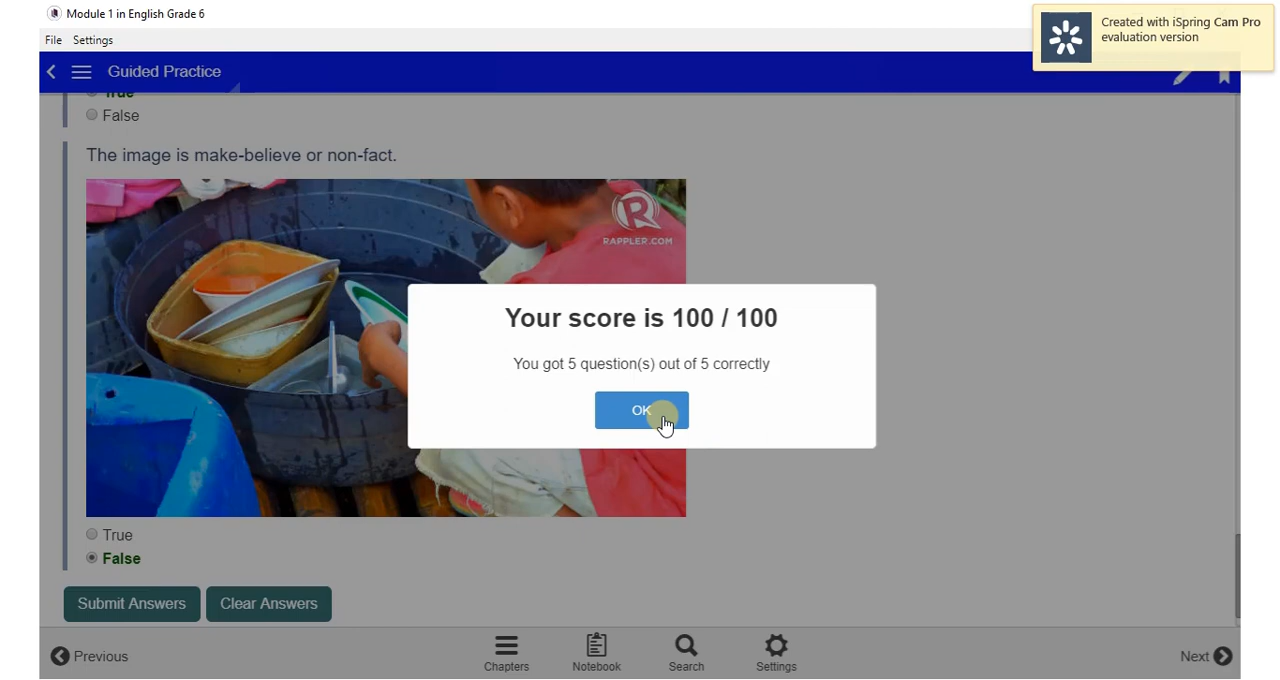 Module 1 in English Grade 6
Created with iSpring Cam Pro
evaluation version
File Settings
Guided Practice
True
False
The image is make-believe or non-fact.
R
RAPPLER.COM
Your score is 100 / 100
You got 5 question(s) out of 5 correctly
OK
True
False
Submit Answers Clear Answers
Previous
Chapters Notebook Search Settings
Next